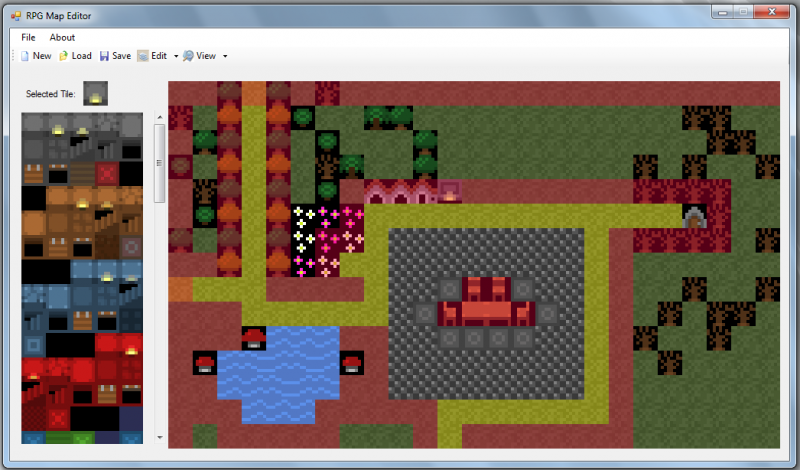 RPG Map Editor
File About
New Load Save Edit View
Selected Tile: